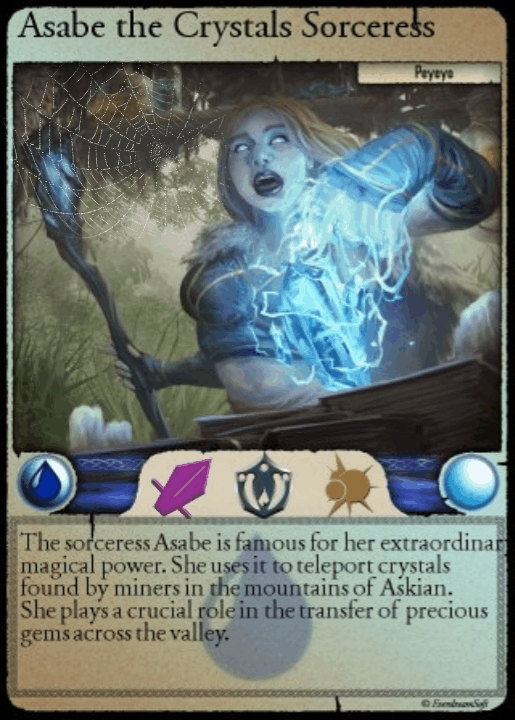 Asabe the Crystals Sorceress
Peyeyo
The sorceress Asabe is famous for her extraordinar
magical power. She uses it to teleport crystals
found by miners in the mountains of Askian.
She plays a crucial role in the transfer of precious
gems across the valley.
© EverdreamSoft